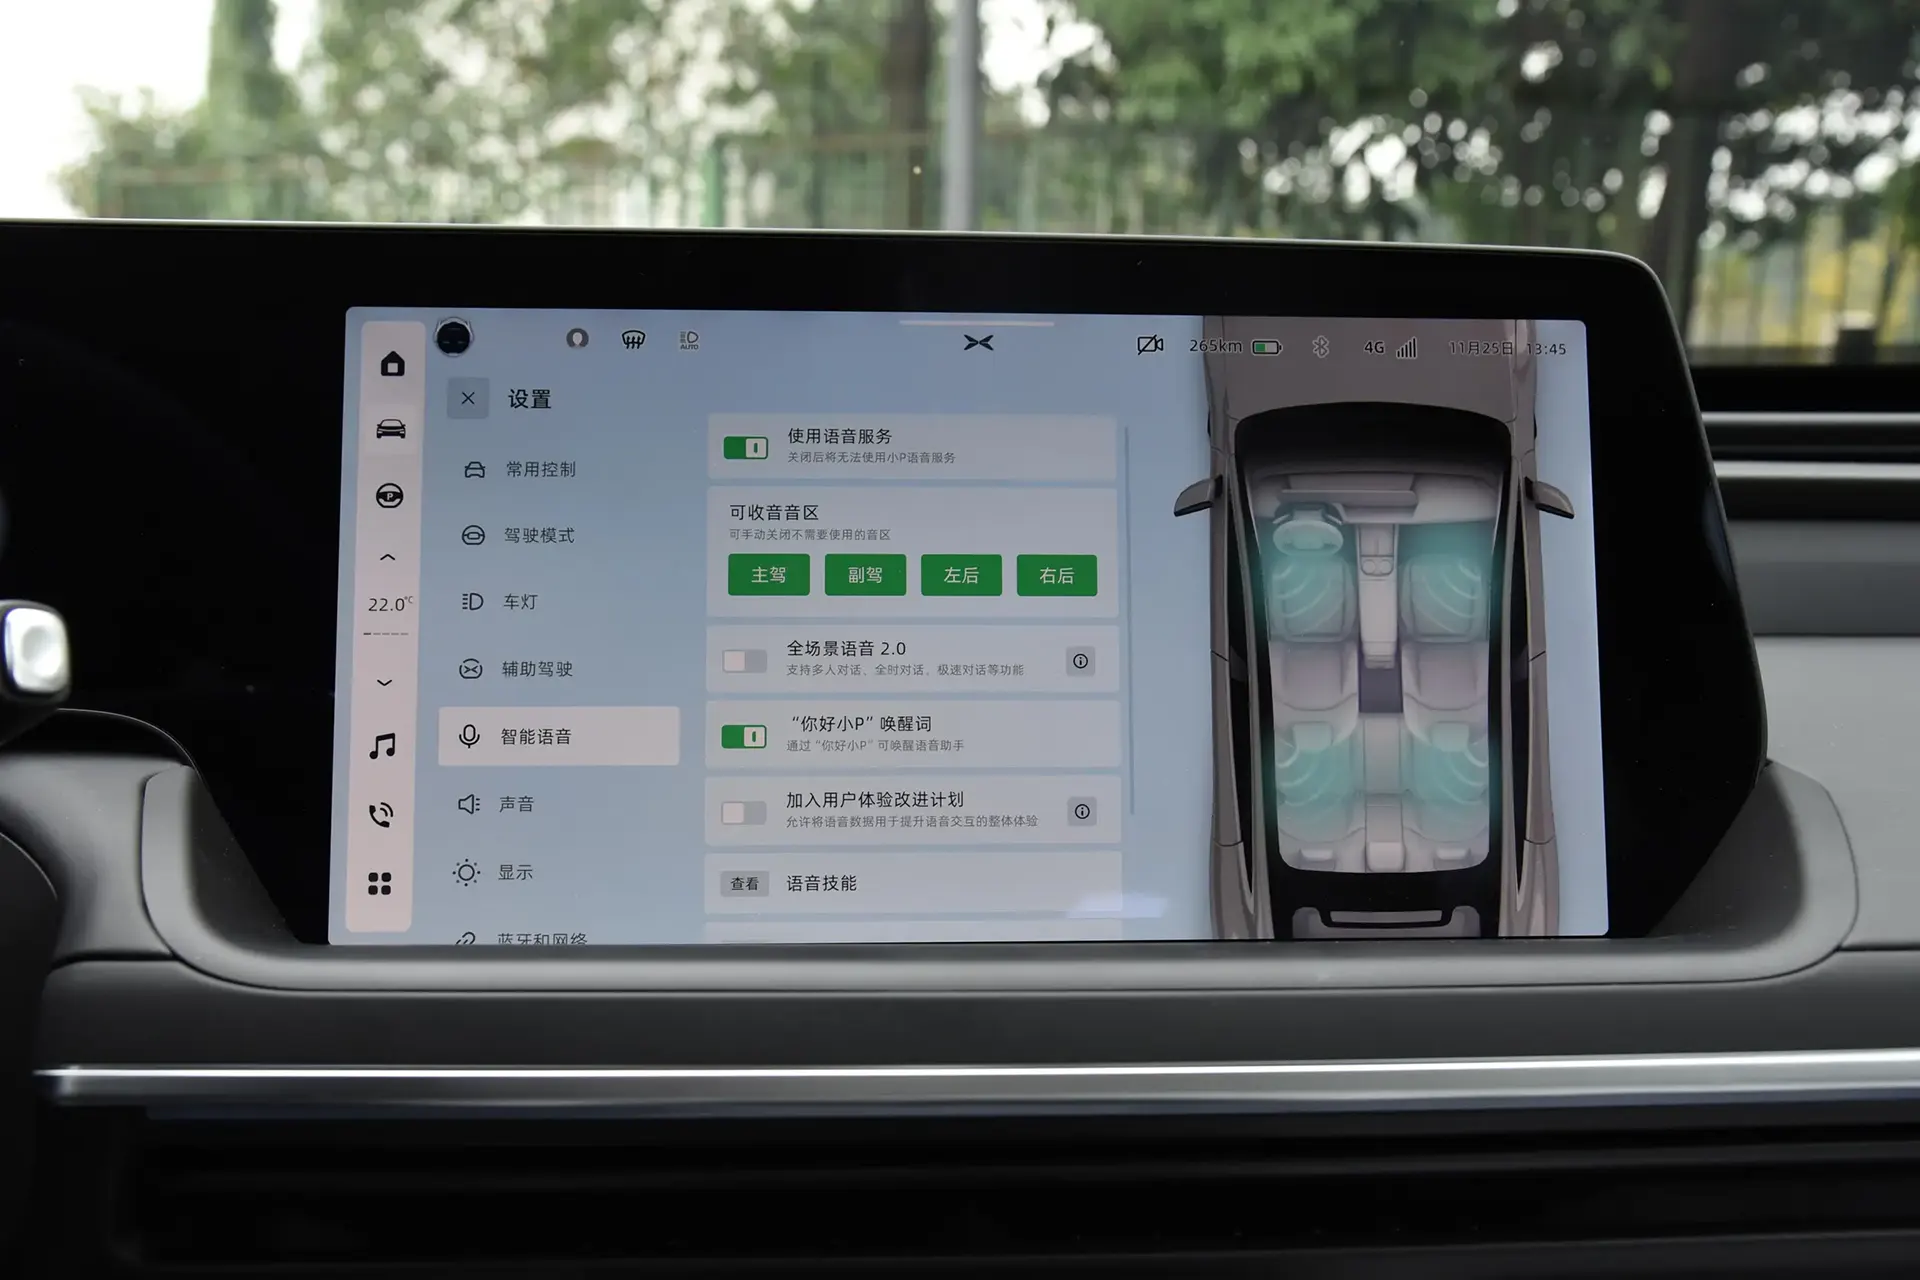 AUTO
265km
4G
11月25日 13:45
设置
22.0℃
P
常用控制
驾驶模式
车灯
辅助驾驶
智能语音
声音
显示
蓝牙和网络
使用语音服务
关闭后将无法使用小P语音服务
可收音音区
可手动关闭不需要使用的音区
主驾 副驾 左后 右后
全场景语音 2.0
支持多人对话、全时对话，极速对话等功能
“你好小P” 唤醒词
通过 “你好小P” 可唤醒语音助手
加入用户体验改进计划
允许将语音数据用于提升语音交互的整体体验
查看 语音技能